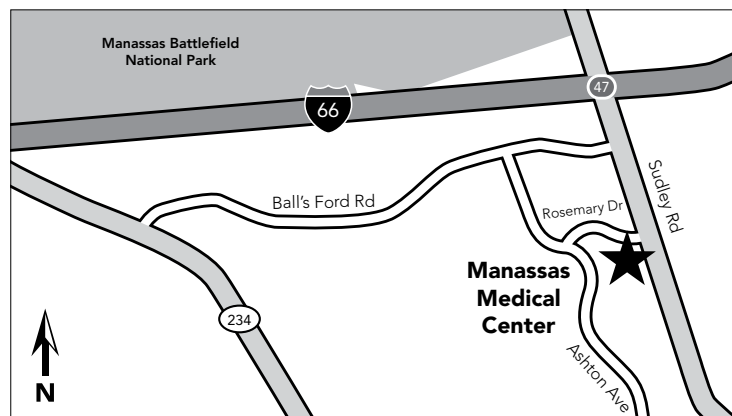 Manassas Battlefield
National Park
47
66
Sudley Rd
Ball's Ford Rd
Rosemary Dr
Manassas
Medical
Center
234
Ashton Ave
N